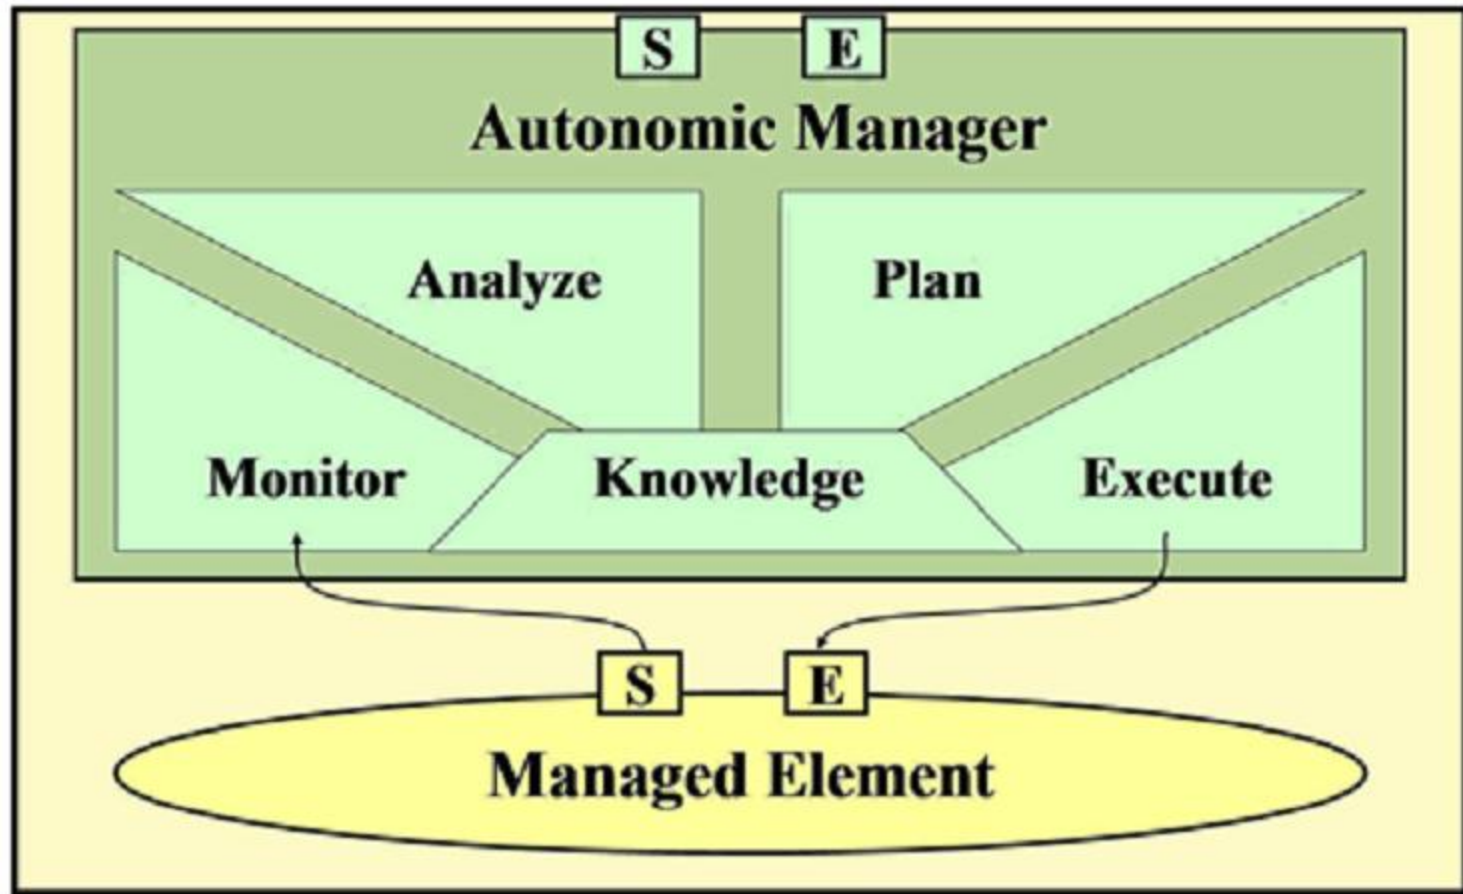 S E
Autonomic Manager
Analyze Plan
Monitor Knowledge Execute
S E
Managed Element